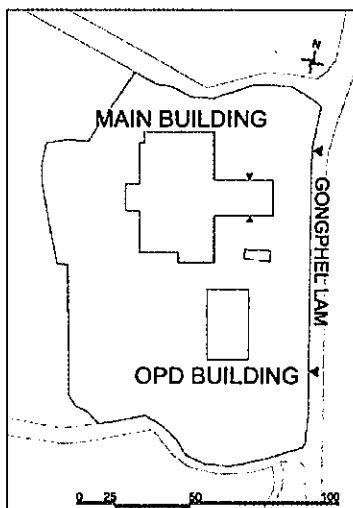 N
MAIN BUILDING
GONGPHEL LAM
OPD BUILDING
0 25 50 100